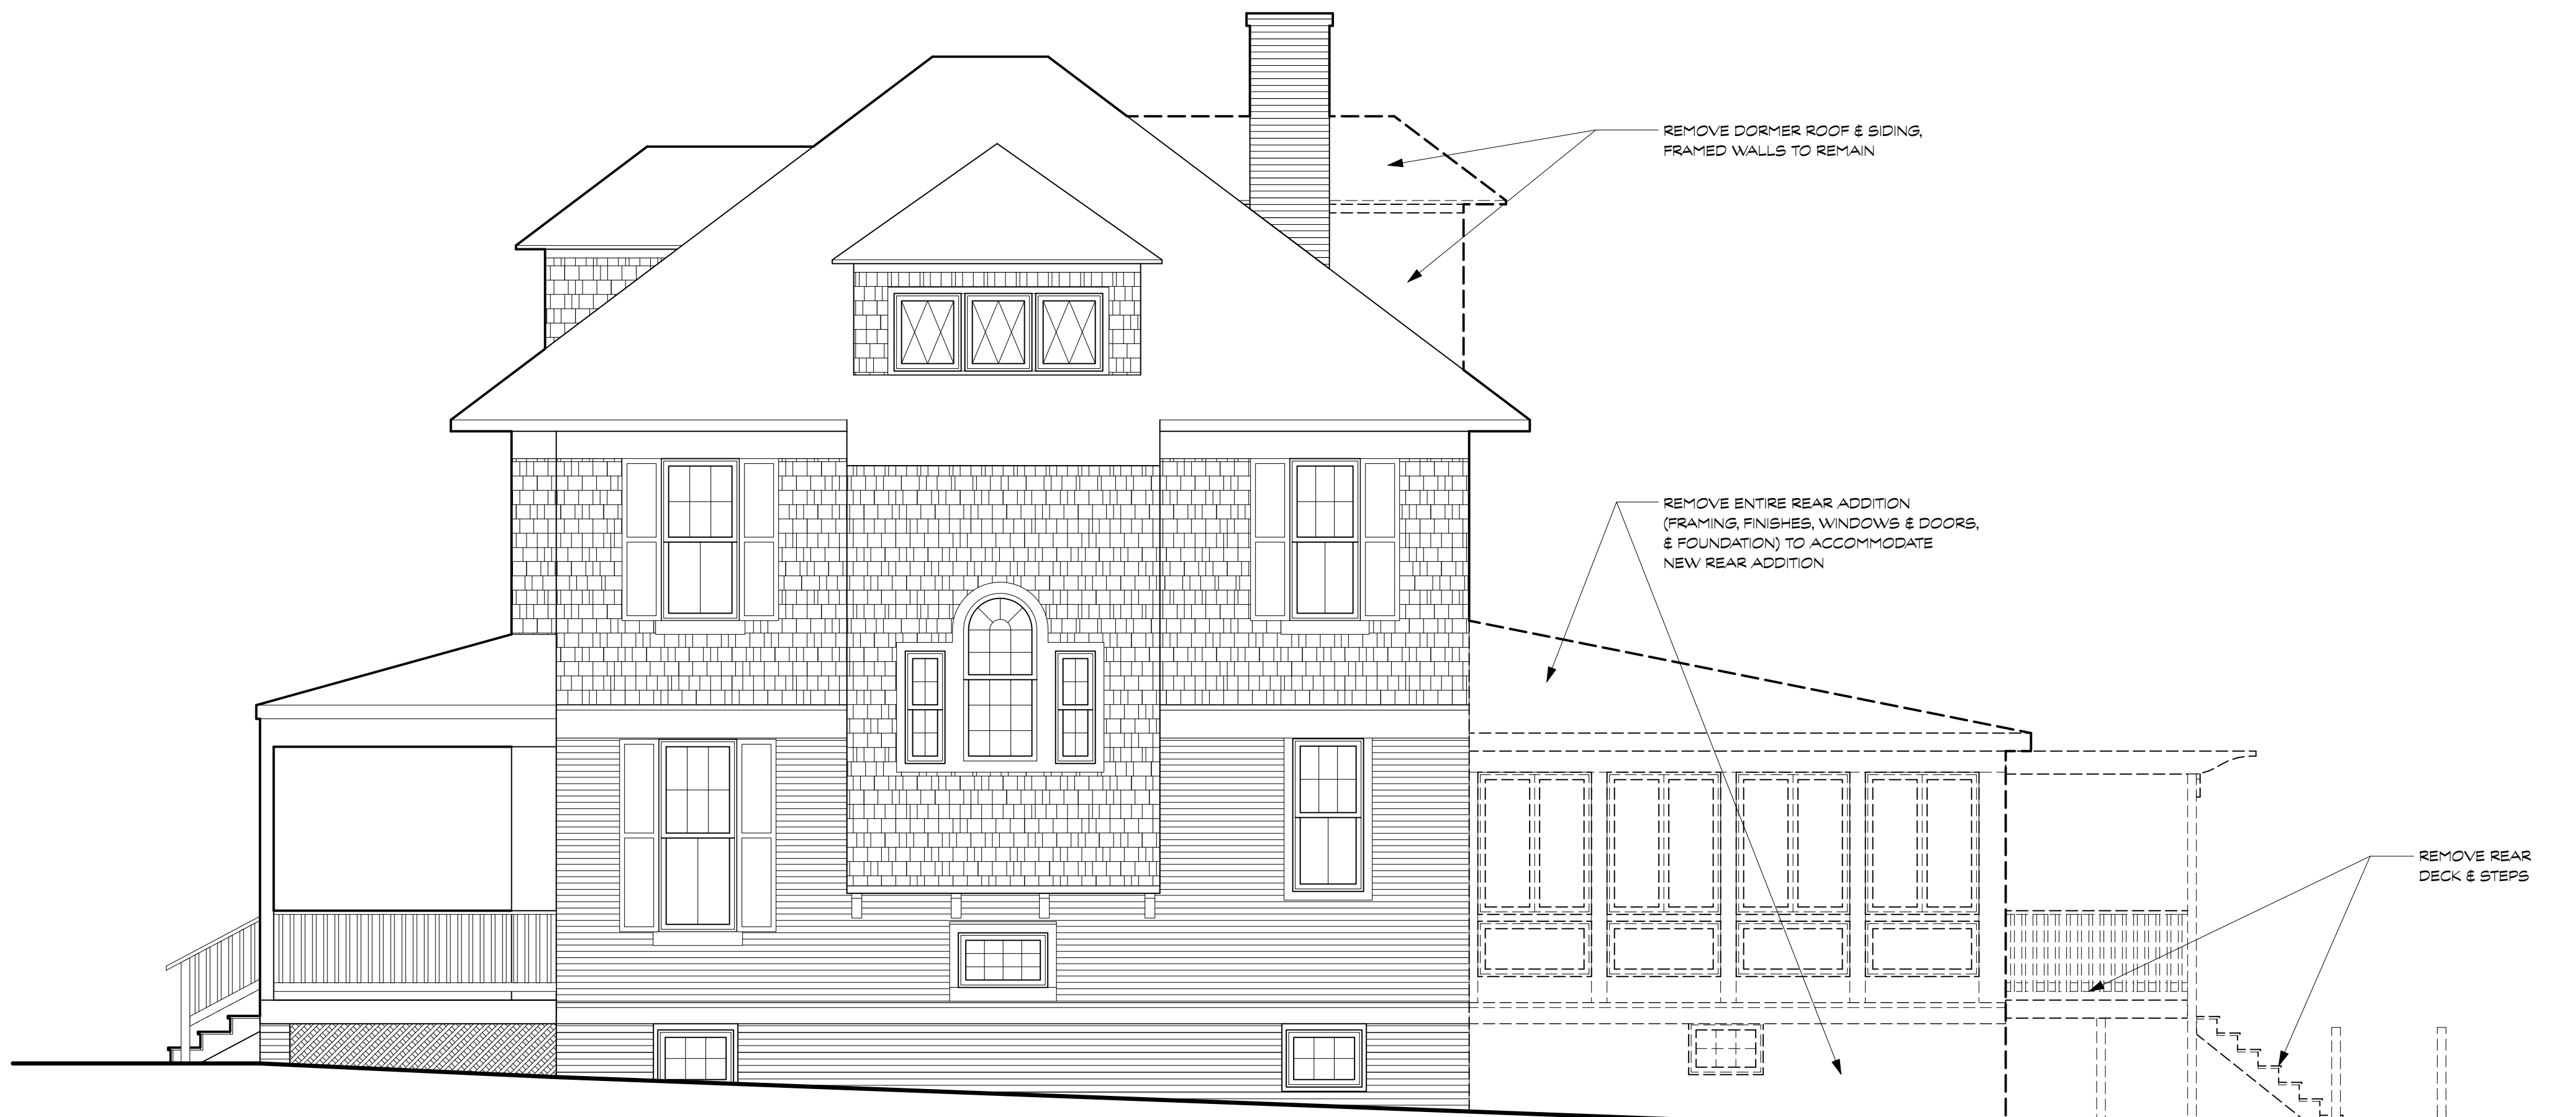 REMOVE DORMER ROOF & SIDING,
FRAMED WALLS TO REMAIN
REMOVE ENTIRE REAR ADDITION
(FRAMING, FINISHES, WINDOWS & DOORS,
& FOUNDATION) TO ACCOMMODATE
NEW REAR ADDITION
REMOVE REAR
DECK & STEPS